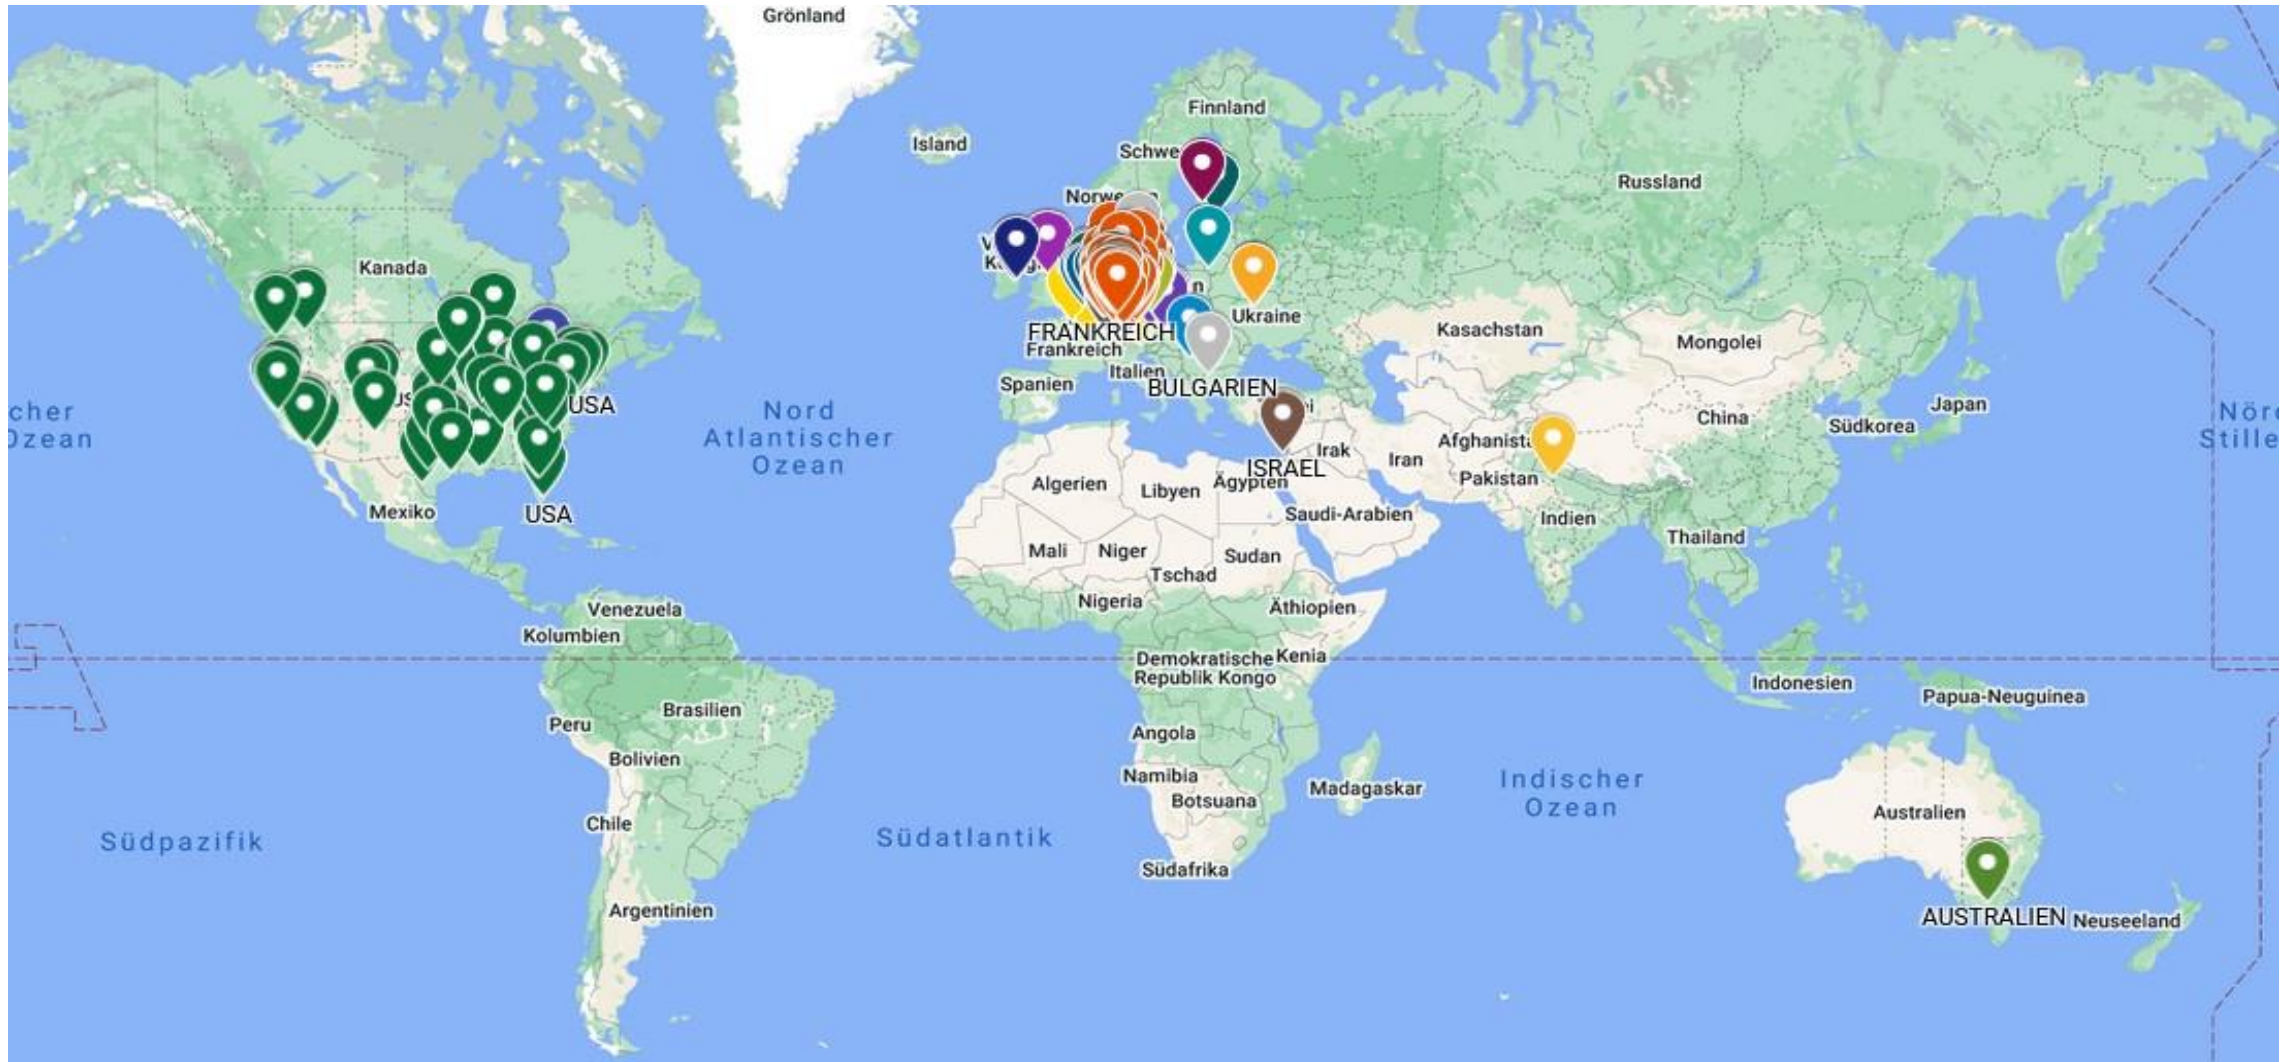 Grönland
Finnland
Island
Schwe
Russland
Norwegen
Kanada
Ukraine
FRANKREICH
Frankreich
Kasachstan
Mongolei
Italien
Spanien
BULGARIEN
USA
Japan
China
Südkorea
cher
Ozean
Nord
Atlantischer
Ozean
Nörd
Stille
Afghanista
Irak
Iran
ISRAEL
Pakistan
Algerien
Libyen
Ägypten
Mexiko
USA
Saudi-Arabien
Indien
Thailand
Mali
Niger
Sudan
Tschad
Nigeria
Äthiopien
Venezuela
Kolumbien
Demokratische
Republik Kongo
Kenia
Indonesien
Papua-Neuguinea
Peru
Brasilien
Angola
Bolivien
Namibia
Botsuana
Madagaskar
Indischer
Ozean
Australien
Chile
Südpazifik
Südatlantik
Südafrika
Argentinien
AUSTRALIEN
Neuseeland